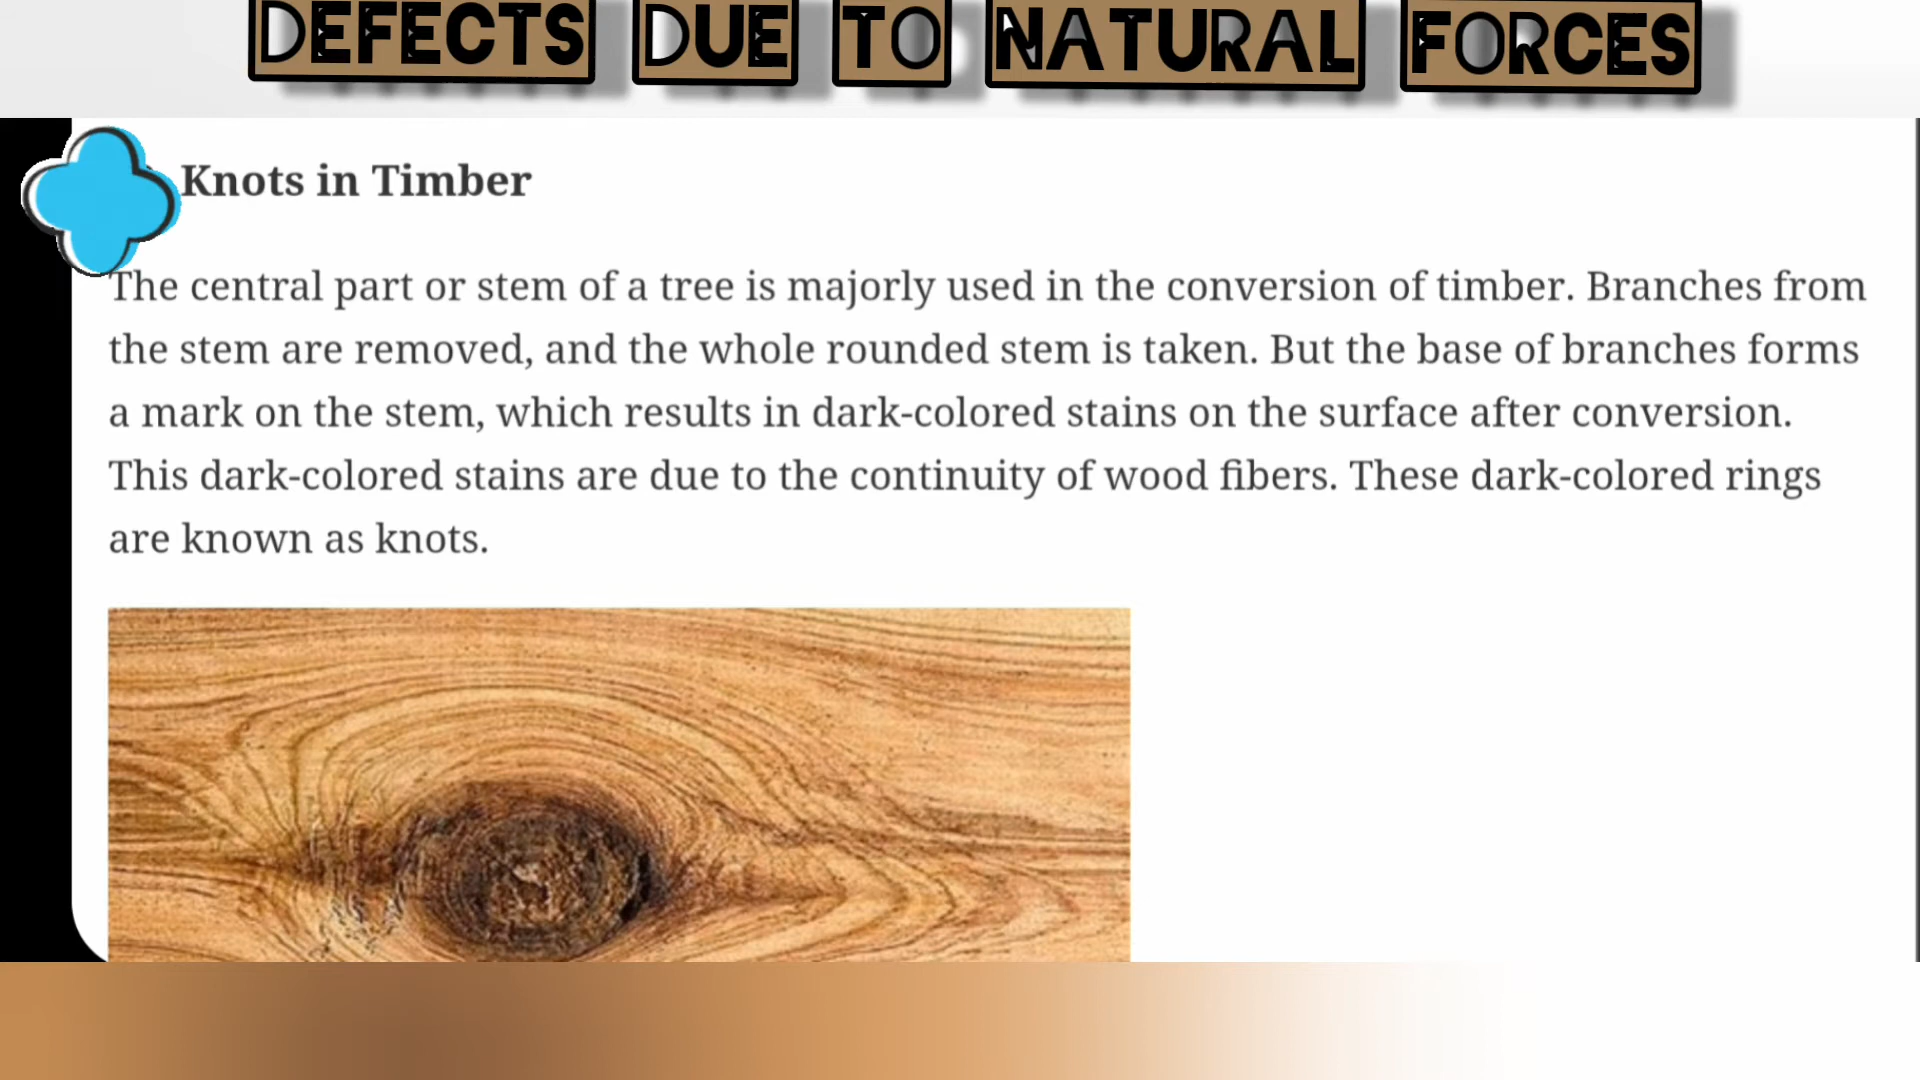 DEFECTS DUE TO NATURAL FORCES
Knots in Timber
The central part or stem of a tree is majorly used in the conversion of timber. Branches from
the stem are removed, and the whole rounded stem is taken. But the base of branches forms
a mark on the stem, which results in dark-colored stains on the surface after conversion.
This dark-colored stains are due to the continuity of wood fibers. These dark-colored rings
are known as knots.